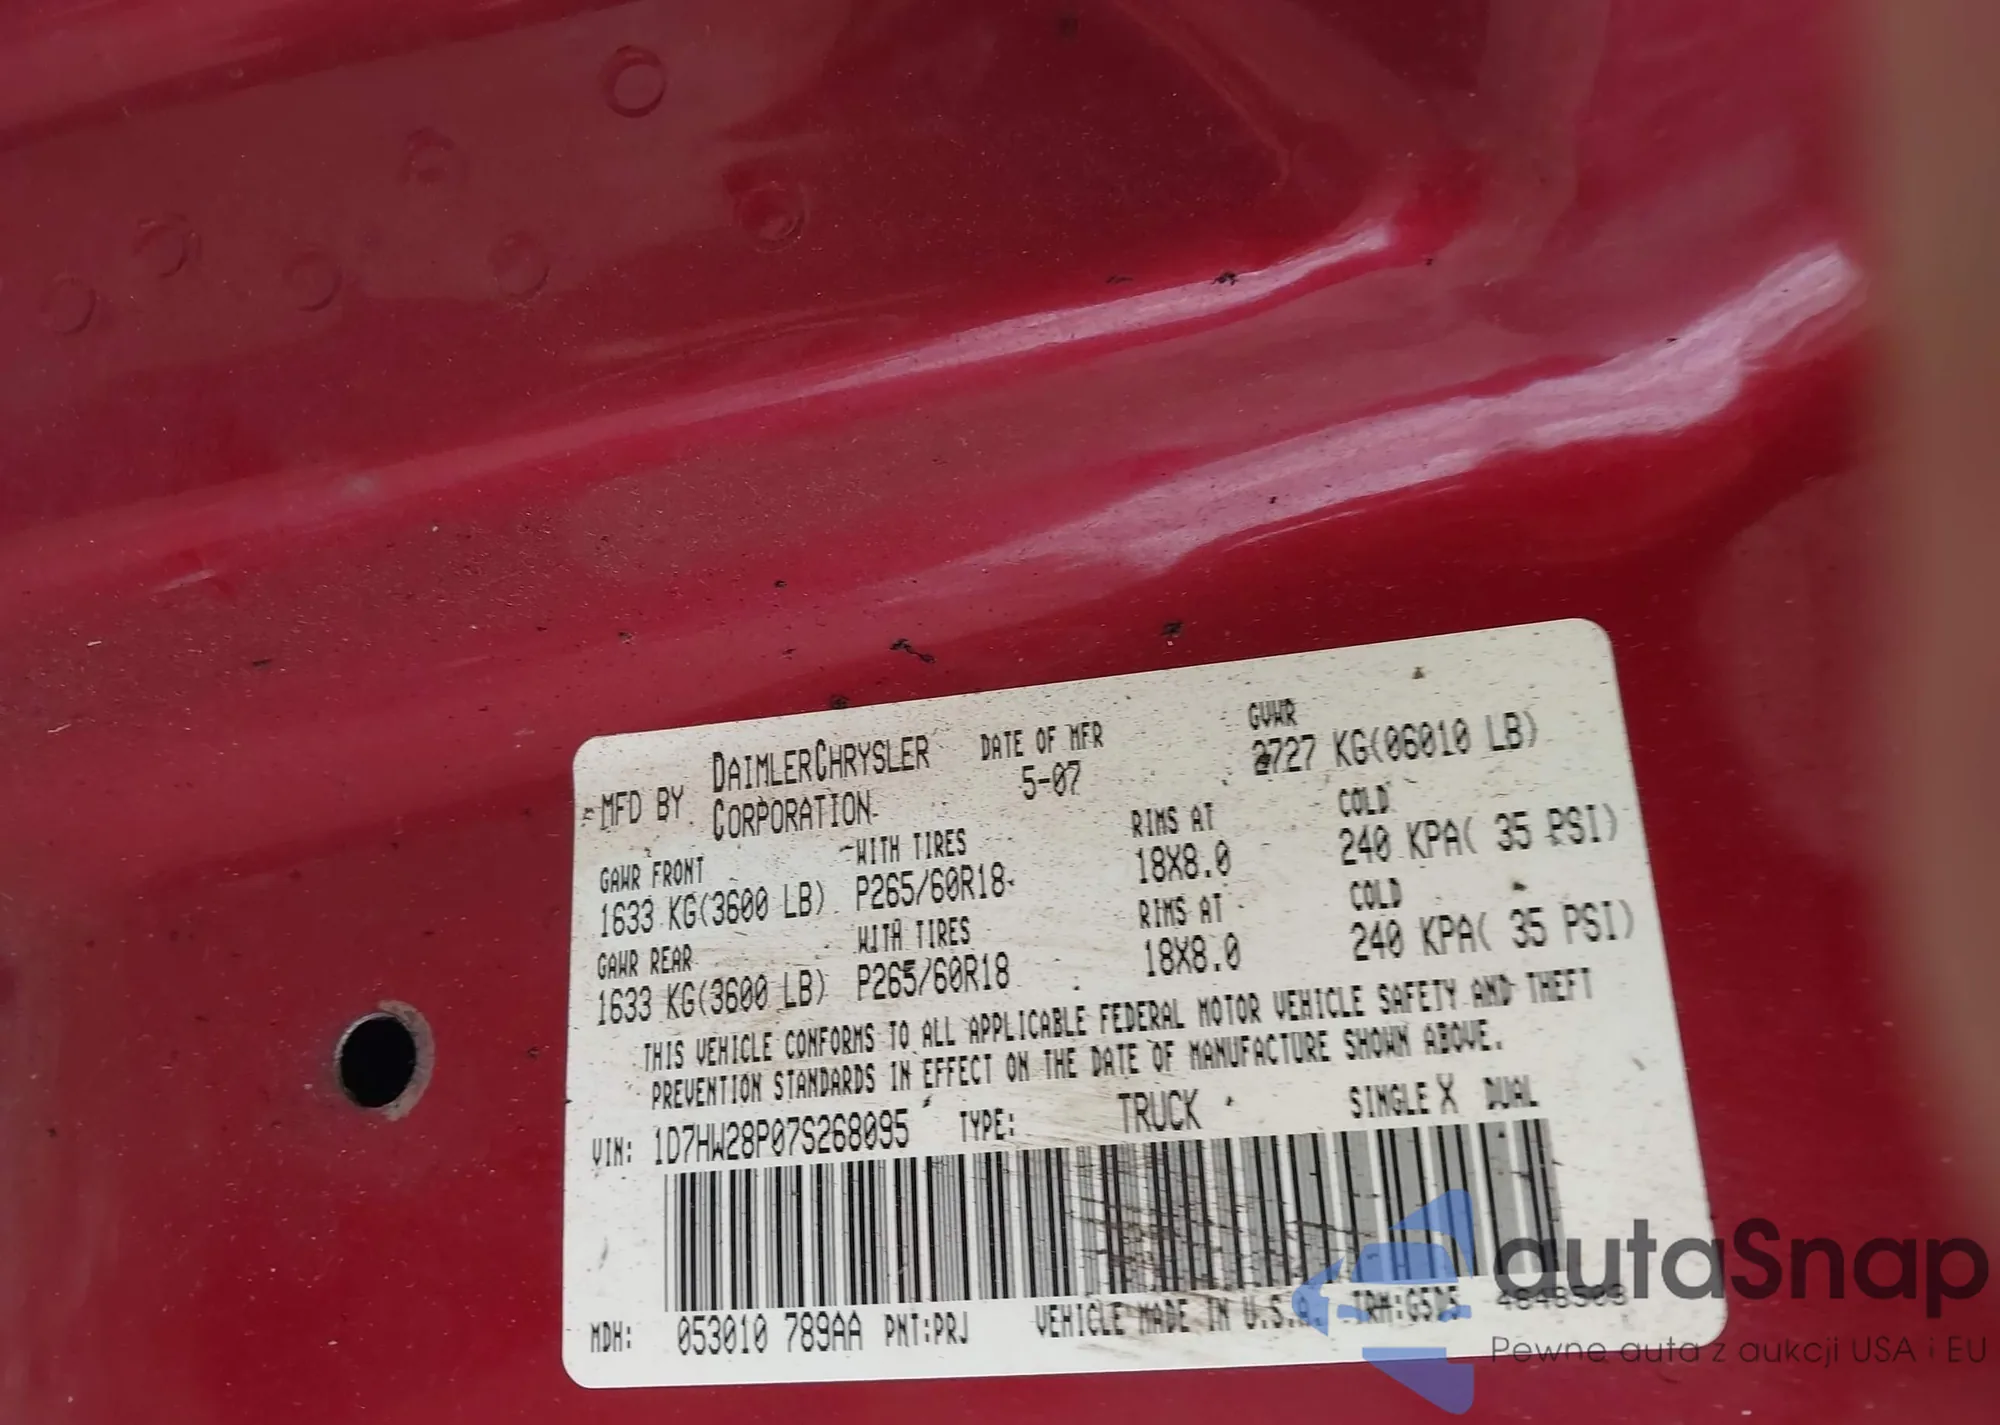 MFD BY DAIMLERCHRYSLER CORPORATION
DATE OF MFR 5-07
GVWR 2727 KG(06010 LB)
GAWR FRONT WITH TIRES RIMS AT COLD
1633 KG(3600 LB) P265/60R18 18X8.0 240 KPA( 35 PSI)
GAWR REAR WITH TIRES RIMS AT COLD
1633 KG(3600 LB) P265/60R18 18X8.0 240 KPA( 35 PSI)
THIS VEHICLE CONFORMS TO ALL APPLICABLE FEDERAL MOTOR VEHICLE SAFETY AND THEFT
PREVENTION STANDARDS IN EFFECT ON THE DATE OF MANUFACTURE SHOWN ABOVE.
VIN: 1D7HW28P07S268095 TYPE: TRUCK SINGLE X DUAL
MDH: 053010 789AA PNT:PRJ VEHICLE MADE IN U.S.A. TRM:G5D5 4848503
autaSnap
Pewne auta z aukcji USA i EU